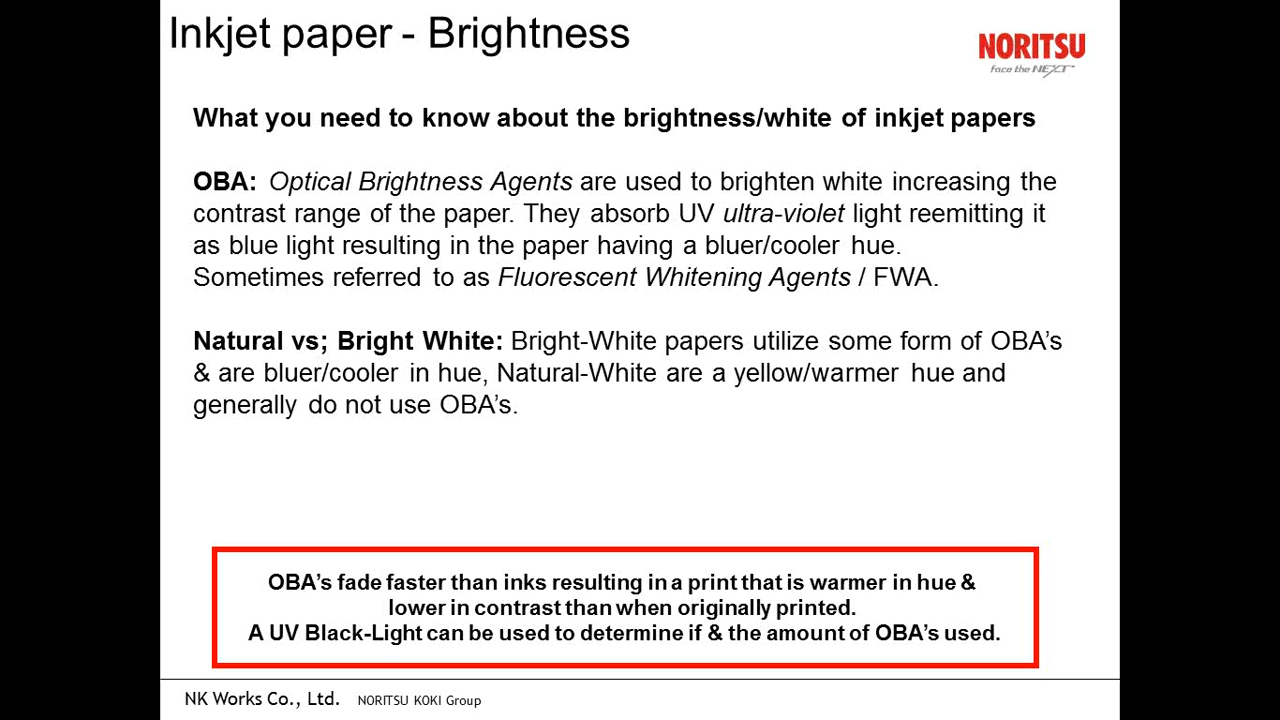 Inkjet paper - Brightness
NORITSU
face the NEXT™
What you need to know about the brightness/white of inkjet papers
OBA: Optical Brightness Agents are used to brighten white increasing the
contrast range of the paper. They absorb UV ultra-violet light reemitting it
as blue light resulting in the paper having a bluer/cooler hue.
Sometimes referred to as Fluorescent Whitening Agents / FWA.
Natural vs; Bright White: Bright-White papers utilize some form of OBA's
& are bluer/cooler in hue, Natural-White are a yellow/warmer hue and
generally do not use OBA's.
OBA's fade faster than inks resulting in a print that is warmer in hue &
lower in contrast than when originally printed.
A UV Black-Light can be used to determine if & the amount of OBA's used.
NK Works Co., Ltd. NORITSU KOKI Group